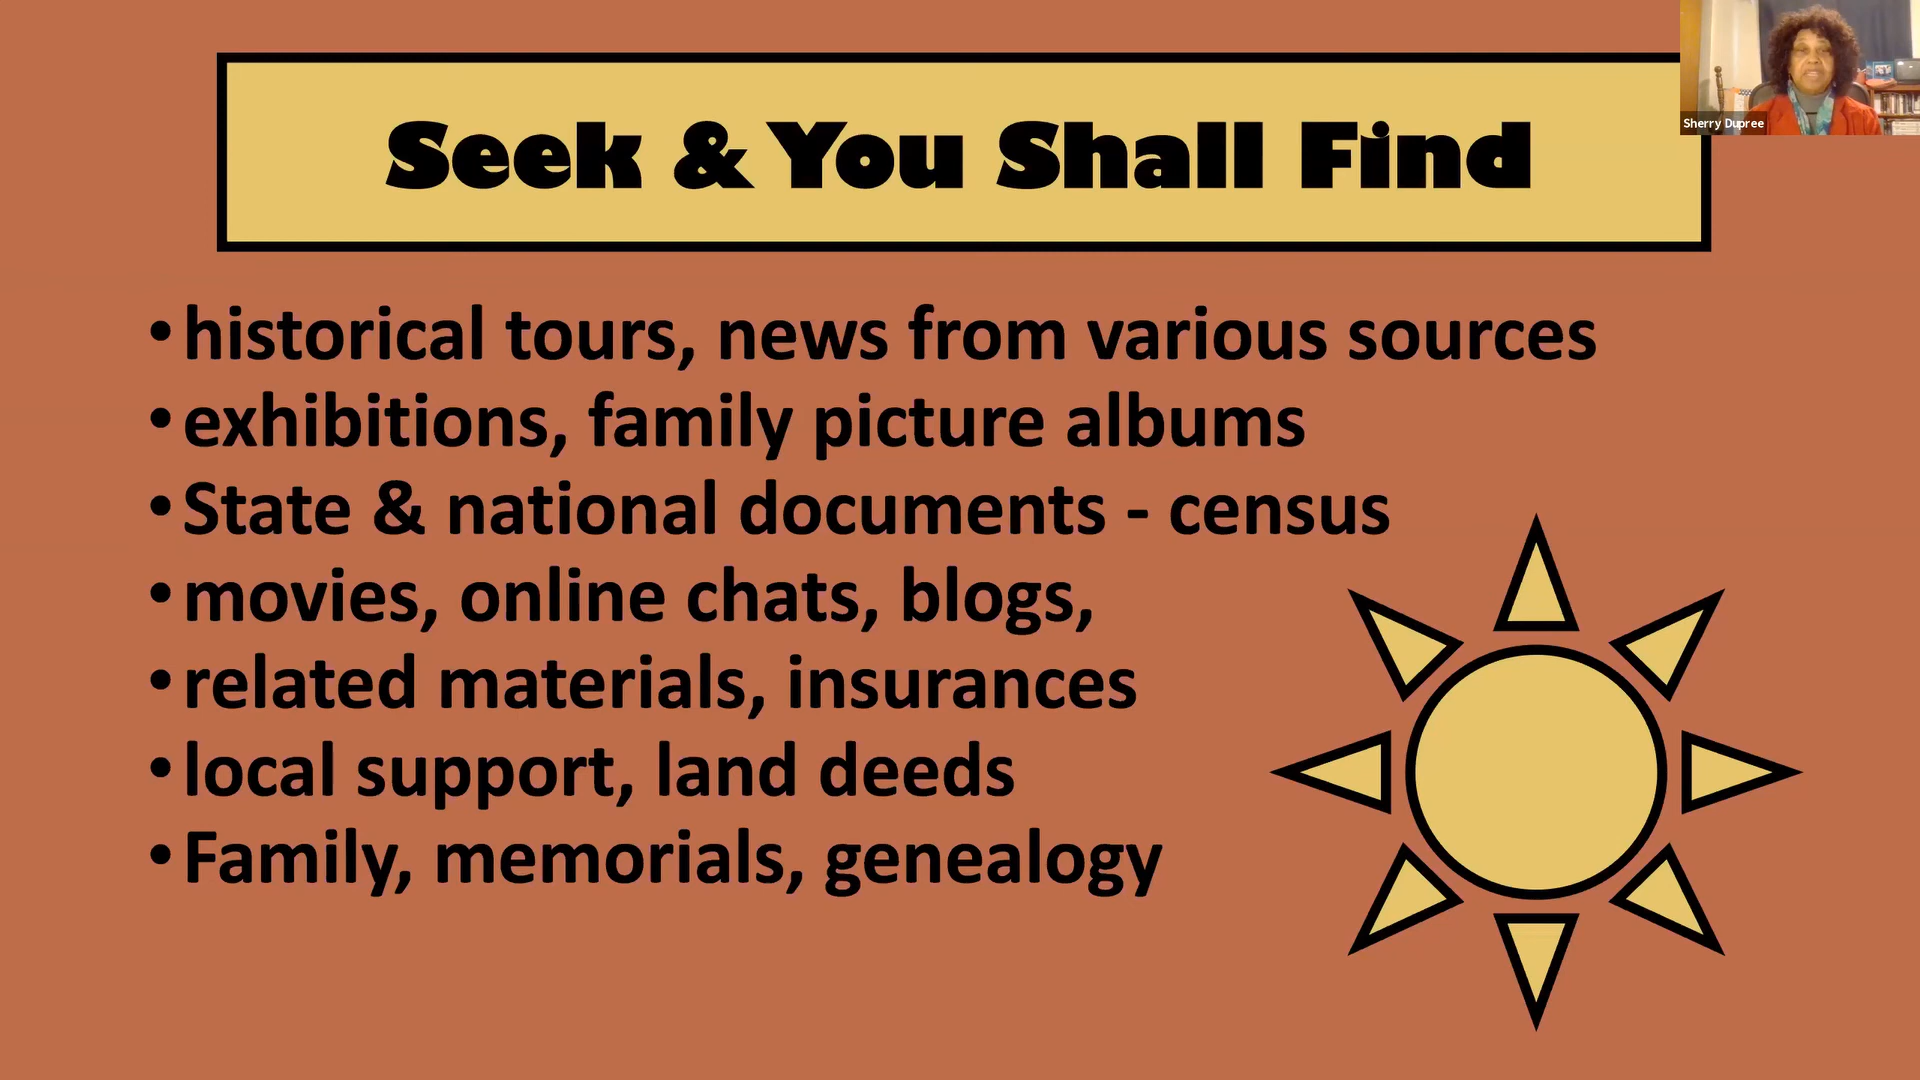 Seek & You Shall Find
Sherry Dupree
•historical tours, news from various sources
•exhibitions, family picture albums
•State & national documents - census
•movies, online chats, blogs,
•related materials, insurances
•local support, land deeds
•Family, memorials, genealogy